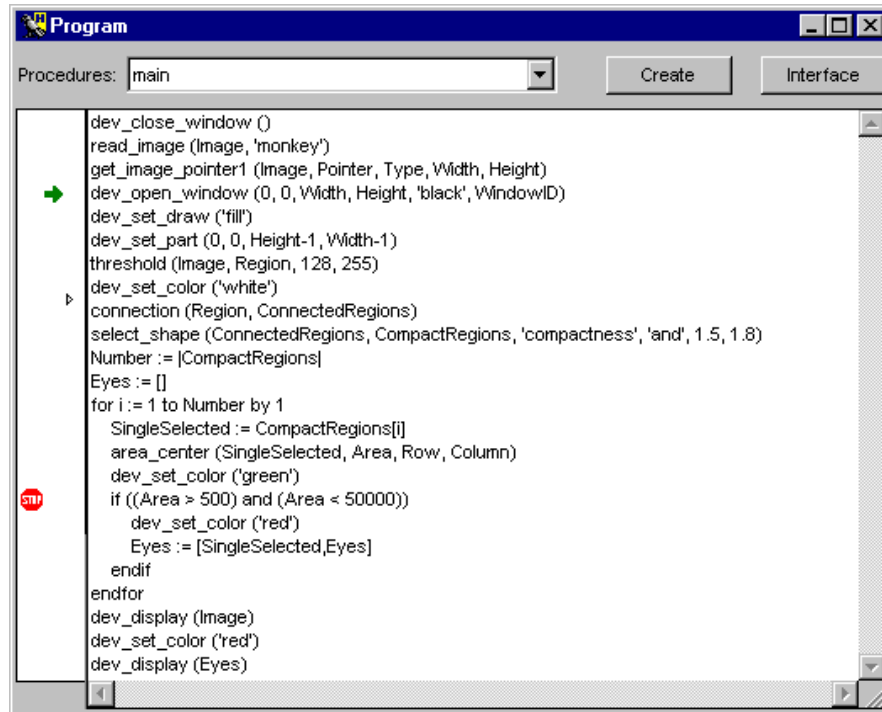 Program
Procedures: main Create Interface
dev_close_window ()
read_image (Image, 'monkey')
get_image_pointer1 (Image, Pointer, Type, Width, Height)
dev_open_window (0, 0, Width, Height, 'black', WindowID)
dev_set_draw ('fill')
dev_set_part (0, 0, Height-1, Width-1)
threshold (Image, Region, 128, 255)
dev_set_color ('white')
connection (Region, ConnectedRegions)
select_shape (ConnectedRegions, CompactRegions, 'compactness', 'and', 1.5, 1.8)
Number := |CompactRegions|
Eyes := []
for i := 1 to Number by 1
SingleSelected := CompactRegions[i]
area_center (SingleSelected, Area, Row, Column)
dev_set_color ('green')
STOP if ((Area > 500) and (Area < 50000))
dev_set_color ('red')
Eyes := [SingleSelected,Eyes]
endif
endfor
dev_display (Image)
dev_set_color ('red')
dev_display (Eyes)